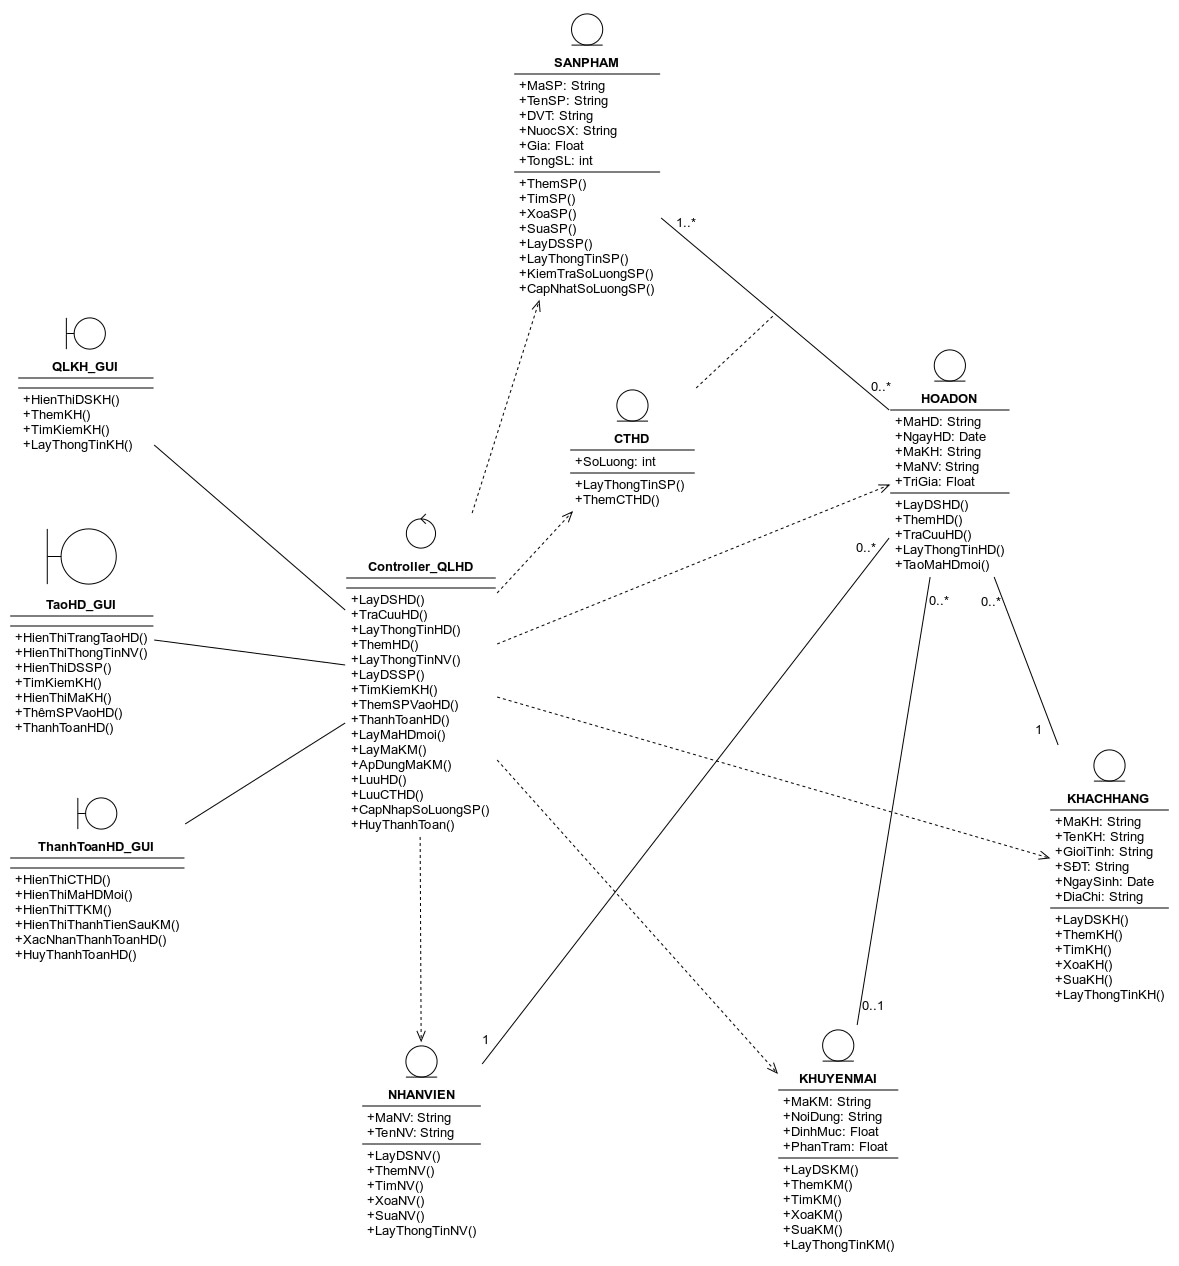 SANPHAM
+MaSP: String
+TenSP: String
+DVT: String
+NuocSX: String
+Gia: Float
+TongSL: int
+ThemSP()
+TimSP()
+XoaSP()
+SuaSP()
+LayDSSP()
+LayThongTinSP()
+KiemTraSoLuongSP()
+CapNhatSoLuongSP()
1..*
0..*
QLKH_GUI
+HienThiDSKH()
+ThemKH()
+TimKiemKH()
+LayThongTinKH()
CTHD
+SoLuong: int
+LayThongTinSP()
+ThemCTHD()
HOADON
+MaHD: String
+NgayHD: Date
+MaKH: String
+MaNV: String
+TriGia: Float
+LayDSHD()
+ThemHD()
+TraCuuHD()
+LayThongTinHD()
+TaoMaHDmoi()
0..*
0..*
0..*
TaoHD_GUI
+HienThiTrangTaoHD()
+HienThiThongTinNV()
+HienThiDSSP()
+TimKiemKH()
+HienThiMaKH()
+ThêmSPVaoHD()
+ThanhToanHD()
Controller_QLHD
+LayDSHD()
+TraCuuHD()
+LayThongTinHD()
+ThemHD()
+LayThongTinNV()
+LayDSSP()
+TimKiemKH()
+ThemSPVaoHD()
+ThanhToanHD()
+LayMaHDmoi()
+LayMaKM()
+ApDungMaKM()
+LuuHD()
+LuuCTHD()
+CapNhapSoLuongSP()
+HuyThanhToan()
1
KHACHHANG
+MaKH: String
+TenKH: String
+GioiTinh: String
+SĐT: String
+NgaySinh: Date
+DiaChi: String
+LayDSKH()
+ThemKH()
+TimKH()
+XoaKH()
+SuaKH()
+LayThongTinKH()
ThanhToanHD_GUI
+HienThiCTHD()
+HienThiMaHDMoi()
+HienThiTTKM()
+HienThiThanhTienSauKM()
+XacNhanThanhToanHD()
+HuyThanhToanHD()
1
0..1
NHANVIEN
+MaNV: String
+TenNV: String
+LayDSNV()
+ThemNV()
+TimNV()
+XoaNV()
+SuaNV()
+LayThongTinNV()
KHUYENMAI
+MaKM: String
+NoiDung: String
+DinhMuc: Float
+PhanTram: Float
+LayDSKM()
+ThemKM()
+TimKM()
+XoaKM()
+SuaKM()
+LayThongTinKM()